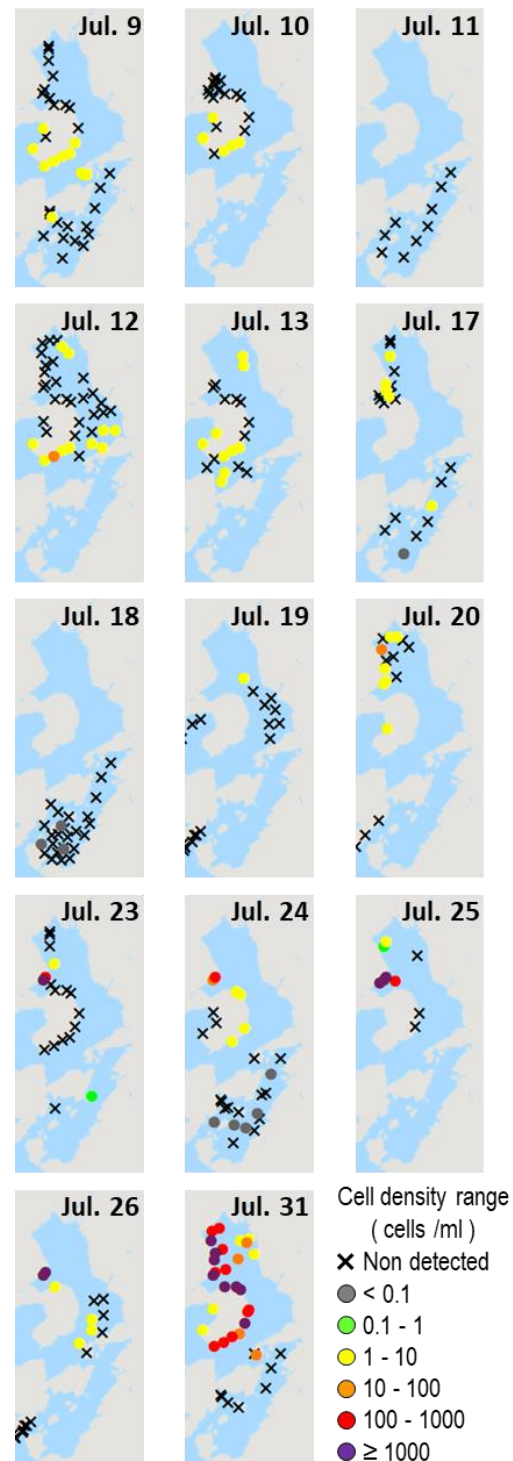 Jul. 9
Jul. 10
Jul. 11
Jul. 12
Jul. 13
Jul. 17
Jul. 18
Jul. 19
Jul. 20
Jul. 23
Jul. 24
Jul. 25
Jul. 26
Jul. 31
Cell density range
( cells /ml )
Non detected
< 0.1
0.1 - 1
1 - 10
10 - 100
100 - 1000
≥ 1000